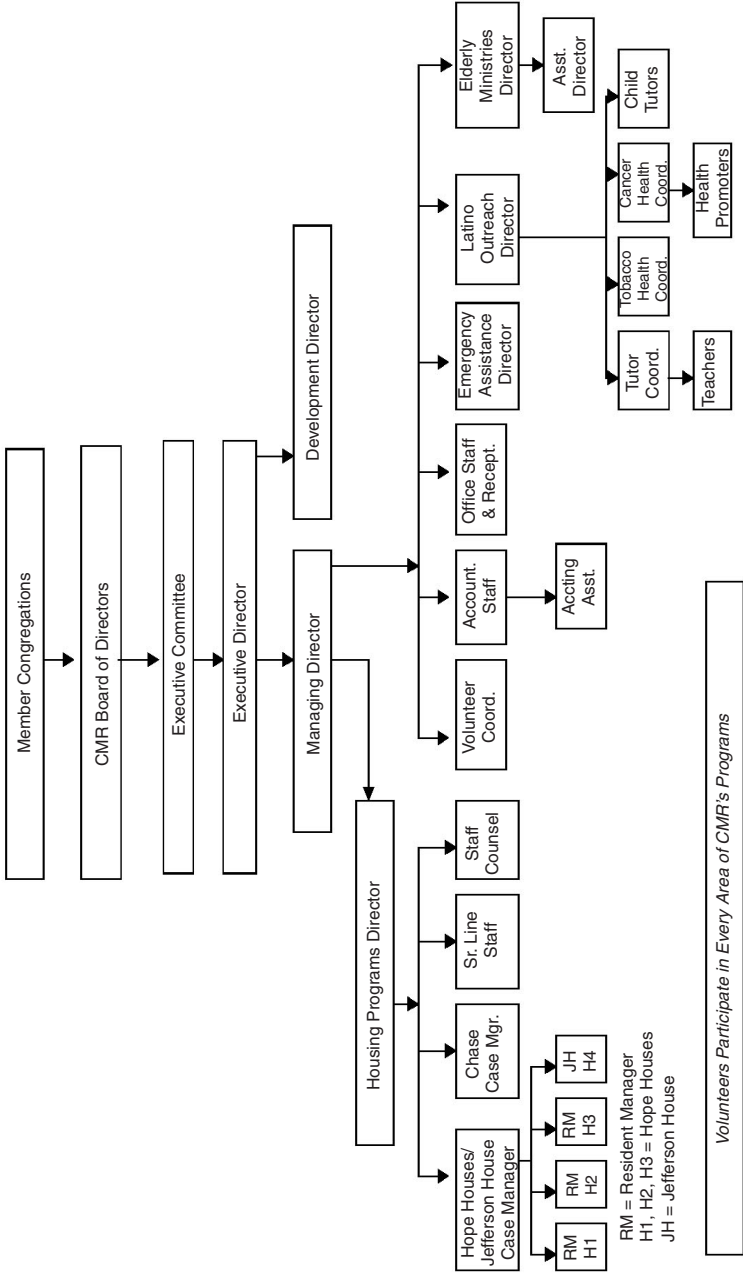 Member Congregations
CMR Board of Directors
Executive Committee
Executive Director
Managing Director
Development Director
Housing Programs Director
Hope Houses/
Jefferson House
Case Manager
Chase
Case Mgr.
Sr. Line
Staff
Staff
Counsel
Volunteer
Coord.
Account.
Staff
Office Staff
& Recept.
Emergency
Assistance
Director
Latino
Outreach
Director
Elderly
Ministries
Director
RM
H1
RM
H2
RM
H3
JH
H4
Accting
Asst.
Asst.
Director
Tutor
Coord.
Tobacco
Health
Coord.
Cancer
Health
Coord.
Child
Tutors
Teachers
Health
Promoters
RM = Resident Manager
H1, H2, H3 = Hope Houses
JH = Jefferson House
Volunteers Participate in Every Area of CMR's Programs